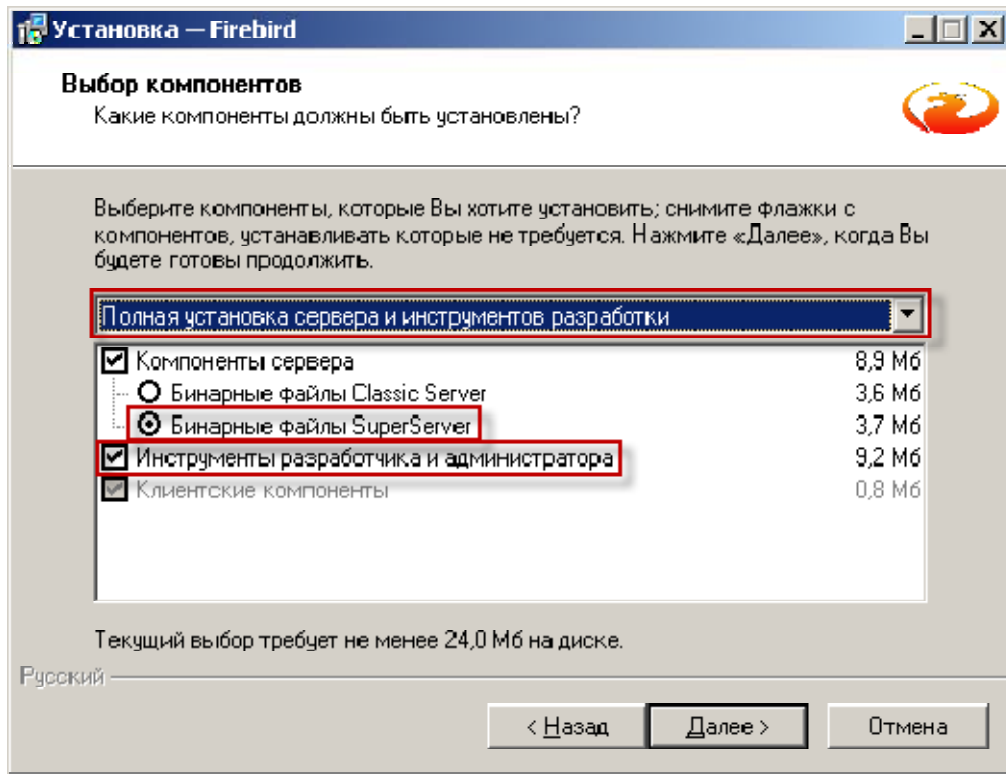 Установка — Firebird
Выбор компонентов
Какие компоненты должны быть установлены?
Выберите компоненты, которые Вы хотите установить; снимите флажки с
компонентов, устанавливать которые не требуется. Нажмите «Далее», когда Вы
будете готовы продолжить.
Полная установка сервера и инструментов разработки
Компоненты сервера 8,9 Мб
Бинарные файлы Classic Server 3,6 Мб
Бинарные файлы SuperServer 3,7 Мб
Инструменты разработчика и администратора 9,2 Мб
Клиентские компоненты 0,8 Мб
Текущий выбор требует не менее 24,0 Мб на диске.
Русский
< Назад Далее > Отмена